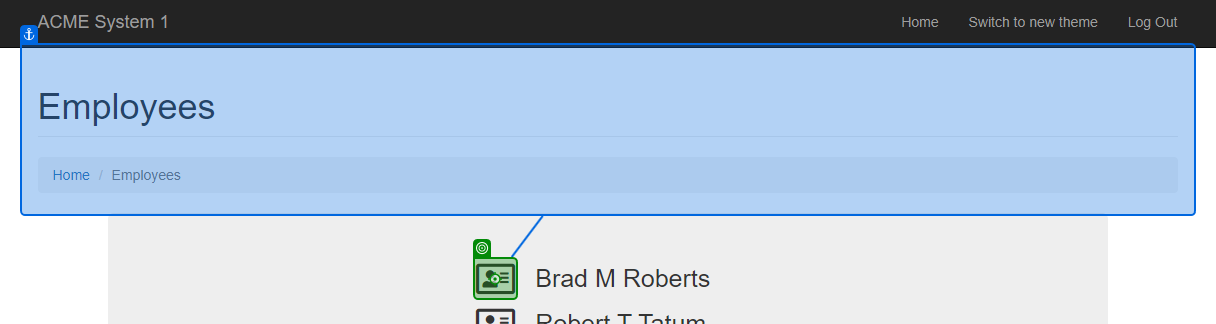 ACME System 1 Home Switch to new theme Log Out
Employees
Home / Employees
Brad M Roberts
Robert T Tatum